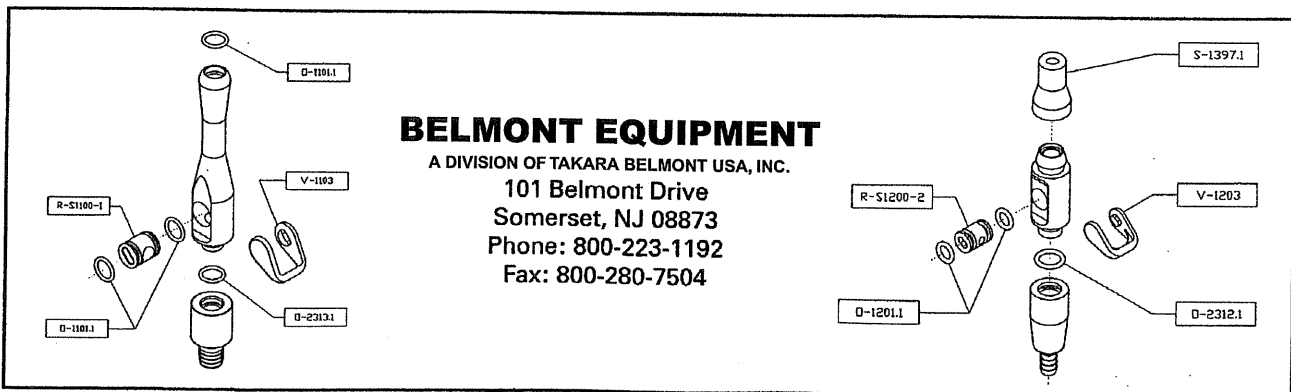 O-1101.1
V-1103
R-S1100-1
O-1101.1
O-2313.1
BELMONT EQUIPMENT
A DIVISION OF TAKARA BELMONT USA, INC.
101 Belmont Drive
Somerset, NJ 08873
Phone: 800-223-1192
Fax: 800-280-7504
S-1397.1
R-S1200-2
V-1203
O-1201.1
O-2312.1